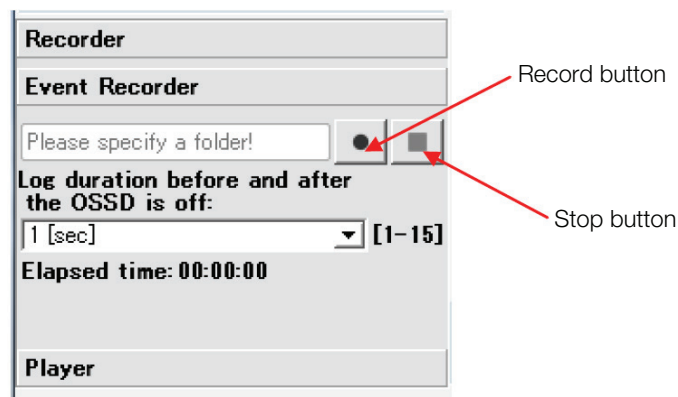 Recorder
Event Recorder
Record button
Please specify a folder!
Log duration before and after
the OSSD is off:
Stop button
1 [sec] [1-15]
Elapsed time: 00:00:00
Player